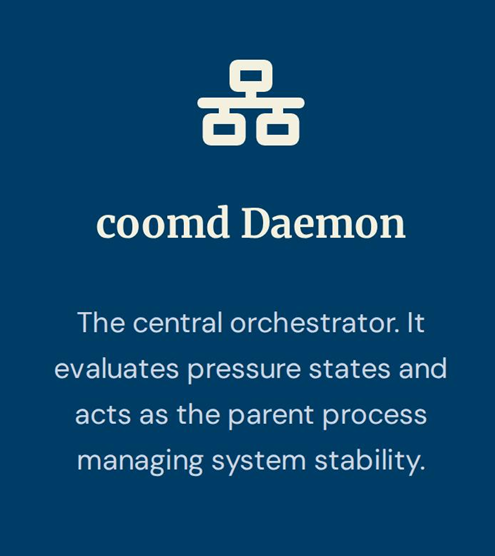 coomd Daemon
The central orchestrator. It
evaluates pressure states and
acts as the parent process
managing system stability.